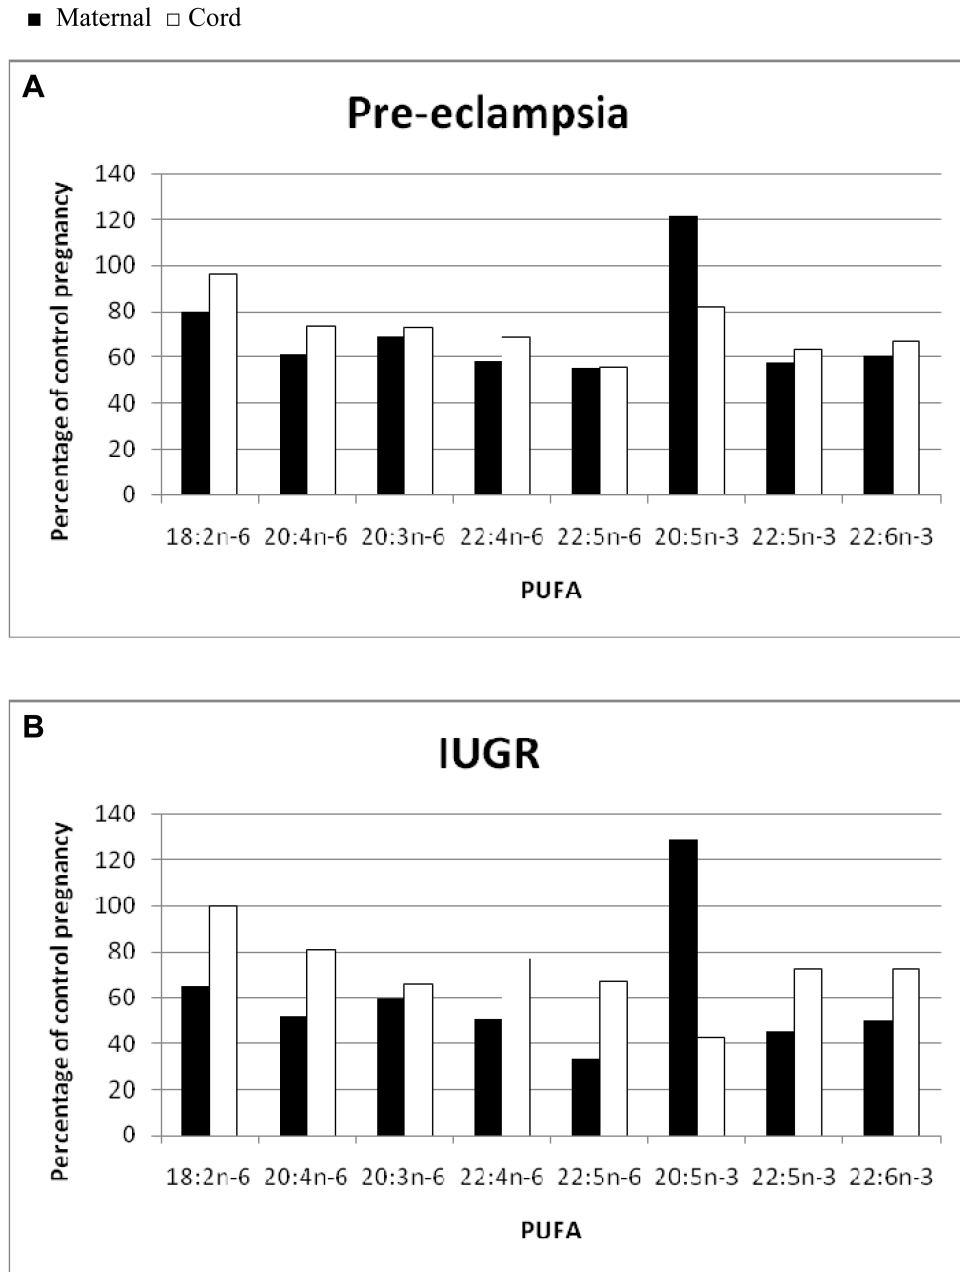 ■ Maternal □ Cord
A
Pre-eclampsia
Percentage of control pregnancy
140
120
100
80
60
40
20
0
18:2n-6 20:4n-6 20:3n-6 22:4n-6 22:5n-6 20:5n-3 22:5n-3 22:6n-3
PUFA
B
IUGR
Percentage of control pregnancy
140
120
100
80
60
40
20
0
18:2n-6 20:4n-6 20:3n-6 22:4n-6 22:5n-6 20:5n-3 22:5n-3 22:6n-3
PUFA